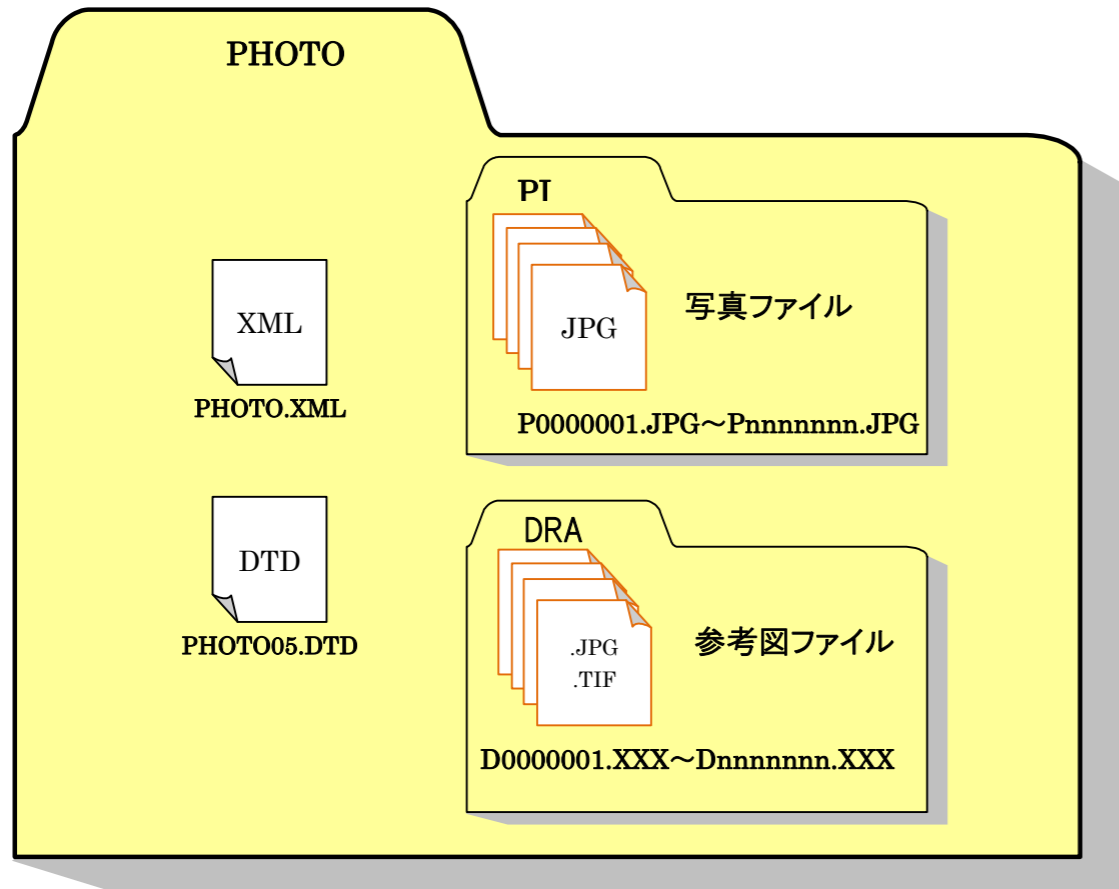 PHOTO
XML
PHOTO.XML
DTD
PHOTO05.DTD
PI
JPG
写真ファイル
P0000001.JPG～Pnnnnnnn.JPG
DRA
.JPG
.TIF
参考図ファイル
D0000001.XXX～Dnnnnnnn.XXX